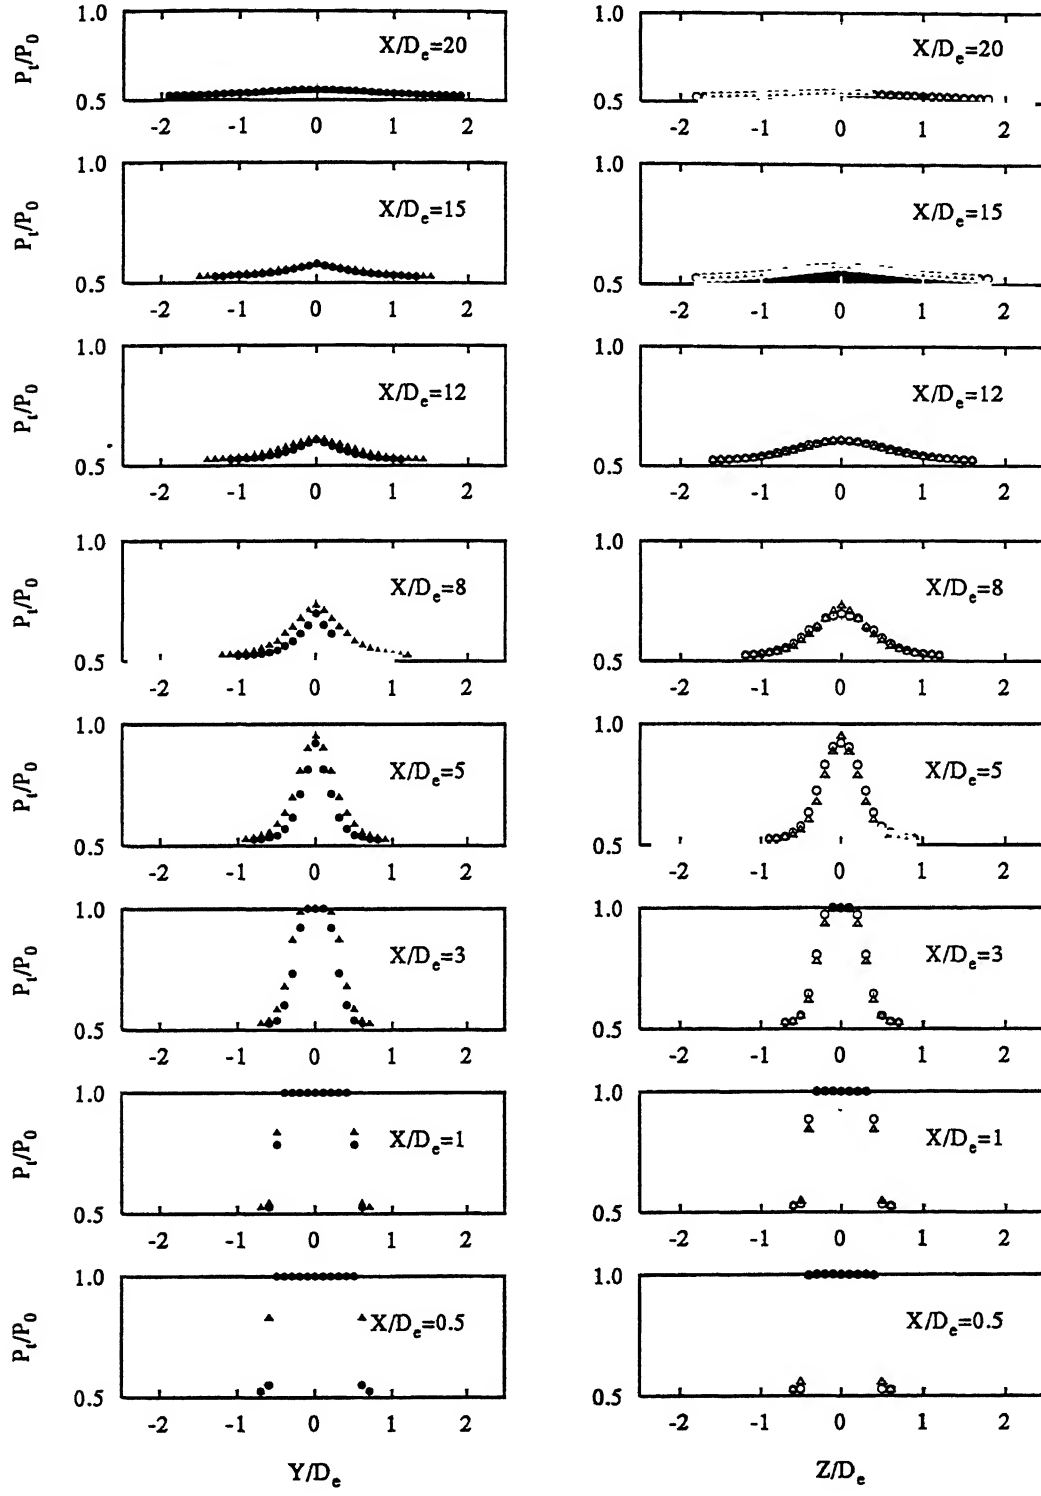 1.0 1.0
P_t/P_0 X/D_e=20 X/D_e=20
0.5 0.5
-2 -1 0 1 2 -2 -1 0 1 2
1.0 1.0
P_t/P_0 X/D_e=15 X/D_e=15
0.5 0.5
-2 -1 0 1 2 -2 -1 0 1 2
1.0 1.0
P_t/P_0 X/D_e=12 X/D_e=12
0.5 0.5
-2 -1 0 1 2 -2 -1 0 1 2
1.0 1.0
P_t/P_0 X/D_e=8 X/D_e=8
0.5 0.5
-2 -1 0 1 2 -2 -1 0 1 2
1.0 1.0
P_t/P_0 X/D_e=5 X/D_e=5
0.5 0.5
-2 -1 0 1 2 -2 -1 0 1 2
1.0 1.0
P_t/P_0 X/D_e=3 X/D_e=3
0.5 0.5
-2 -1 0 1 2 -2 -1 0 1 2
1.0 1.0
P_t/P_0 X/D_e=1 X/D_e=1
0.5 0.5
-2 -1 0 1 2 -2 -1 0 1 2
1.0 1.0
P_t/P_0 X/D_e=0.5 X/D_e=0.5
0.5 0.5
-2 -1 0 1 2 -2 -1 0 1 2
Y/D_e Z/D_e